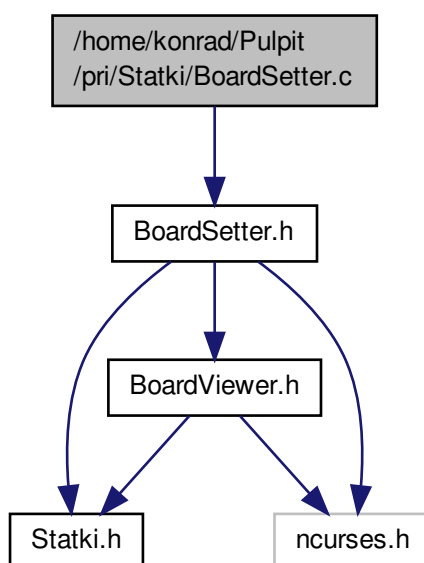 /home/konrad/Pulpit
/pri/Statki/BoardSetter.c
BoardSetter.h
BoardViewer.h
Statki.h
ncurses.h